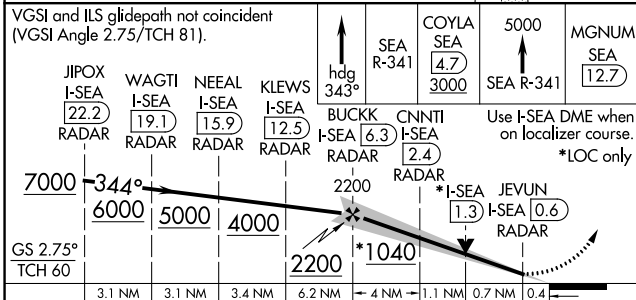 VGSI and ILS glidepath not coincident
(VGSI Angle 2.75/TCH 81).
hdg
343°
SEA
R-341
COYLA
SEA
4.7
3000
5000
SEA R-341
MGNUM
SEA
12.7
JIPOX
I-SEA
22.2
RADAR
WAGTI
I-SEA
19.1
RADAR
NEEAL
I-SEA
15.9
RADAR
KLEWS
I-SEA
12.5
RADAR
BUCKK
I-SEA 6.3
RADAR
CNNTI
I-SEA
2.4
RADAR
Use I-SEA DME when
on localizer course.
*LOC only
*I-SEA
1.3
JEVUN
I-SEA 0.6
RADAR
2200
7000
344°
6000
5000
4000
2200
*1040
GS 2.75°
TCH 60
3.1 NM
3.1 NM
3.4 NM
6.2 NM
4 NM
1.1 NM
0.7 NM
0.4